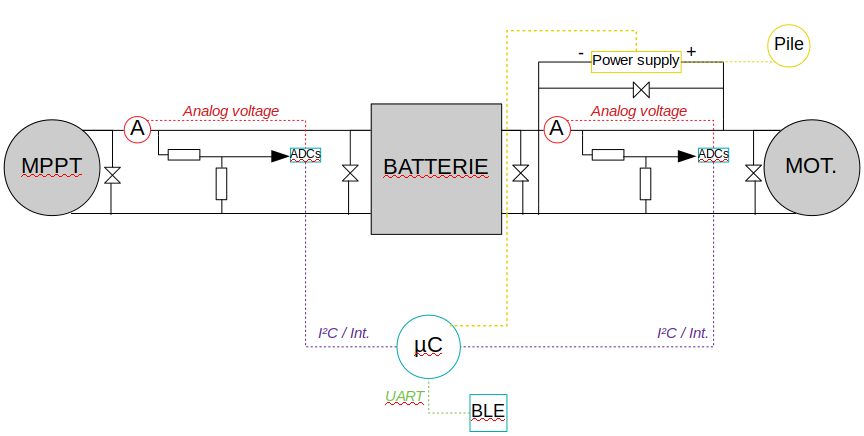 Pile
- Power supply +
Analog voltage
Analog voltage
A
A
ADCs
ADCs
MPPT
BATTERIE
MOT.
I²C / Int.
I²C / Int.
µC
UART
BLE